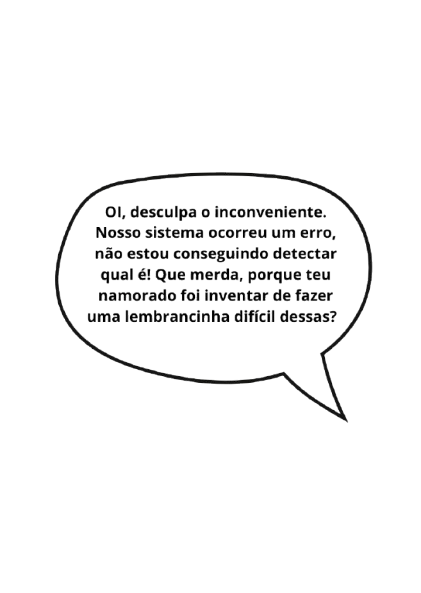 OI, desculpa o inconveniente.
Nosso sistema ocorreu um erro,
não estou conseguindo detectar
qual é! Que merda, porque teu
namorado foi inventar de fazer
uma lembrancinha difícil dessas?